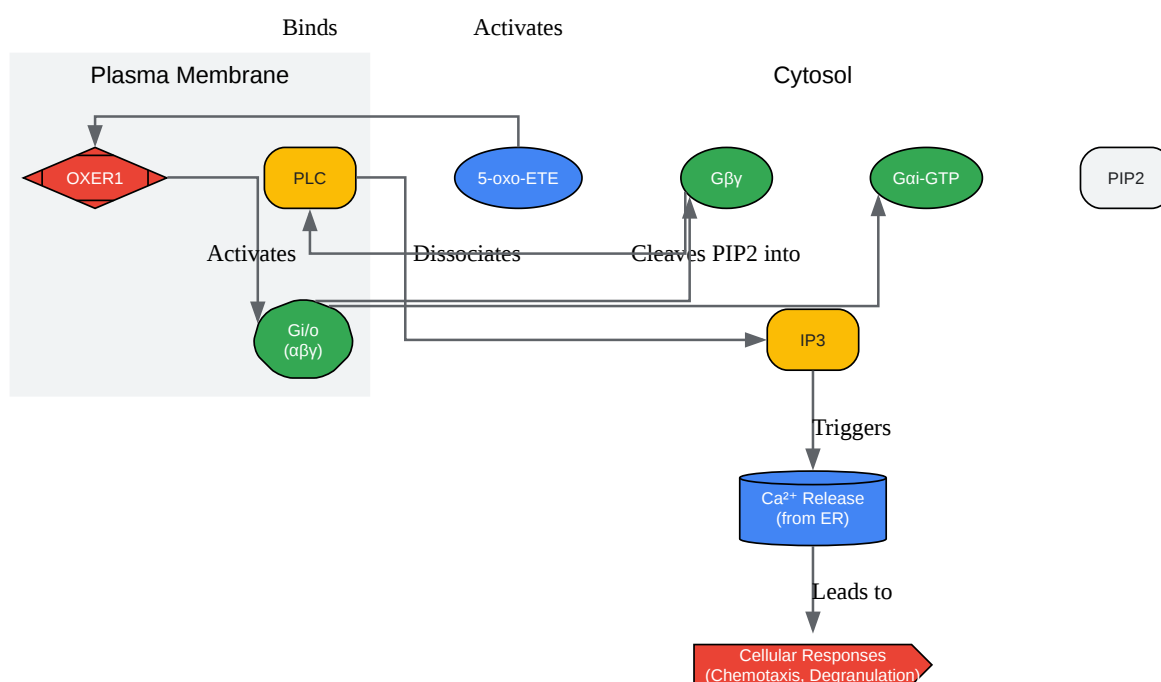 Binds
Activates
Plasma Membrane
Cytosol
OXER1
PLC
5-oxo-ETE
Gβγ
Gαi-GTP
PIP2
Activates
Dissociates
Cleaves PIP2 into
Gi/o
(αβγ)
IP3
Triggers
Ca²⁺ Release
(from ER)
Leads to
Cellular Responses
(Chemotaxis, Degranulation)